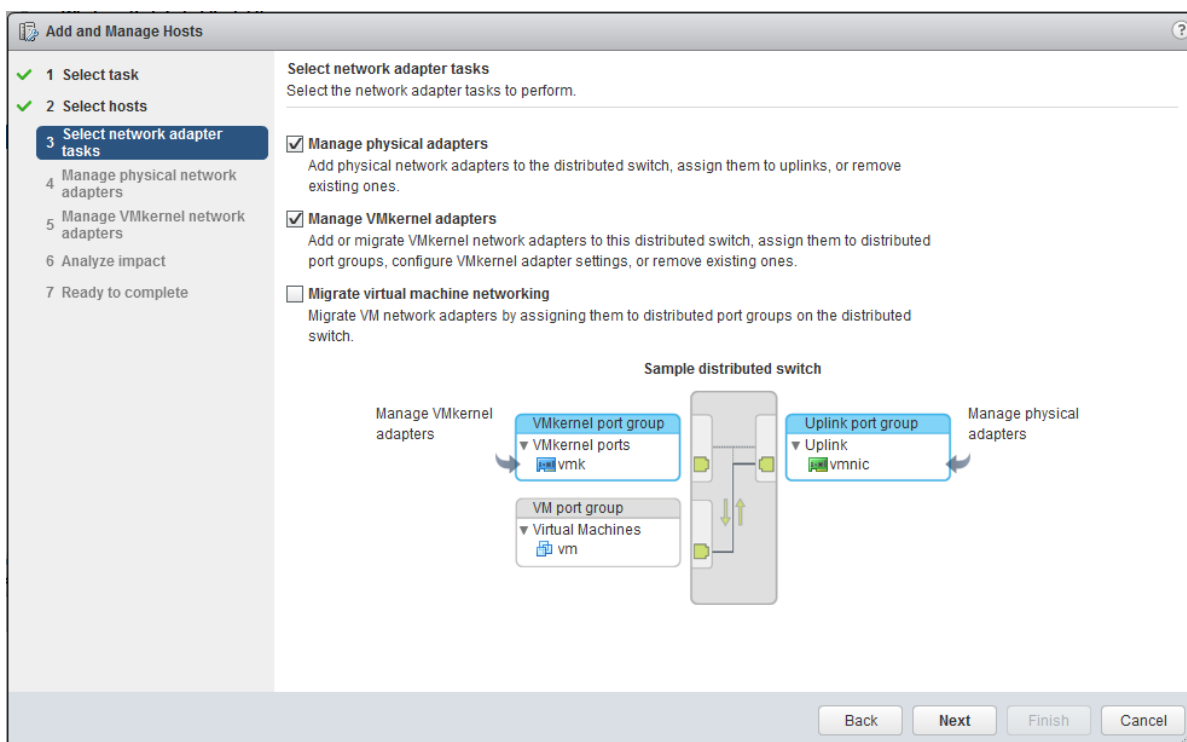 Add and Manage Hosts
?
1 Select task
2 Select hosts
3 Select network adapter
tasks
4 Manage physical network
adapters
5 Manage VMkernel network
adapters
6 Analyze impact
7 Ready to complete
Select network adapter tasks
Select the network adapter tasks to perform.
Manage physical adapters
Add physical network adapters to the distributed switch, assign them to uplinks, or remove
existing ones.
Manage VMkernel adapters
Add or migrate VMkernel network adapters to this distributed switch, assign them to distributed
port groups, configure VMkernel adapter settings, or remove existing ones.
Migrate virtual machine networking
Migrate VM network adapters by assigning them to distributed port groups on the distributed
switch.
Sample distributed switch
Manage VMkernel
adapters
VMkernel port group
VMkernel ports
vmk
VM port group
Virtual Machines
vm
Uplink port group
Uplink
vmnic
Manage physical
adapters
Back Next Finish Cancel